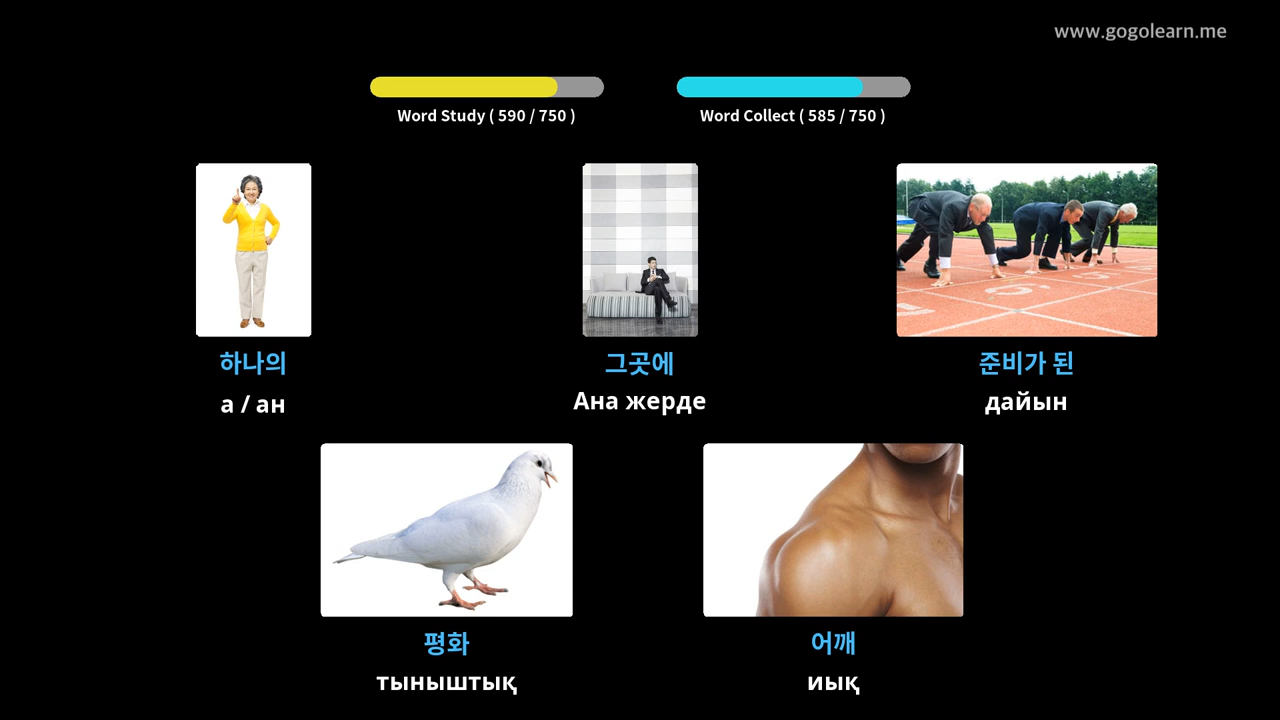 www.gogolearn.me
Word Study ( 590 / 750 )
Word Collect ( 585 / 750 )
하나의
а / ан
그곳에
Ана жерде
준비가 된
дайын
평화
тыныштық
어깨
иық